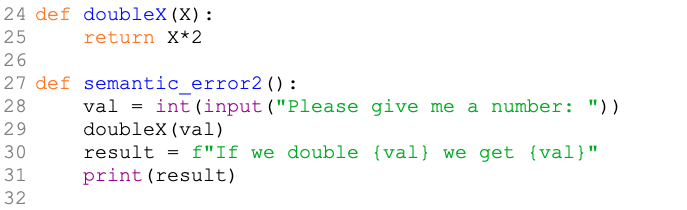 24 def doubleX(X):
25     return X*2
26
27 def semantic_error2():
28     val = int(input("Please give me a number: "))
29     doubleX(val)
30     result = f"If we double {val} we get {val}"
31     print(result)
32